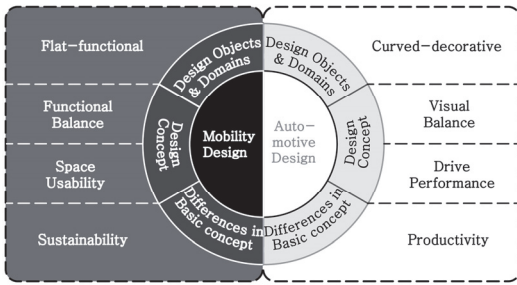 Flat-functional
Functional
Balance
Space
Usability
Sustainability
Design Objects
& Domains
Design
Concept
Differences in
Basic concept
Mobility
Design
Auto-
motive
Design
Design Objects
& Domains
Design
Concept
Differences in
Basic concept
Curved-decorative
Visual
Balance
Drive
Performance
Productivity